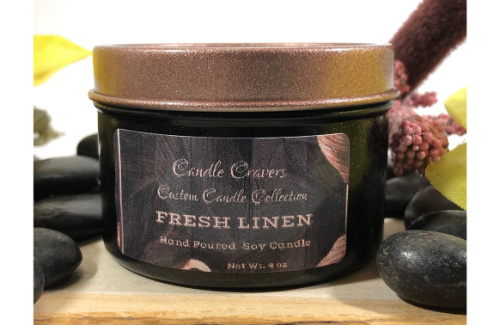 Candle Cravers
Custom Candle Collection
FRESH LINEN
Hand Poured Soy Candle
Net Wt. 4 oz